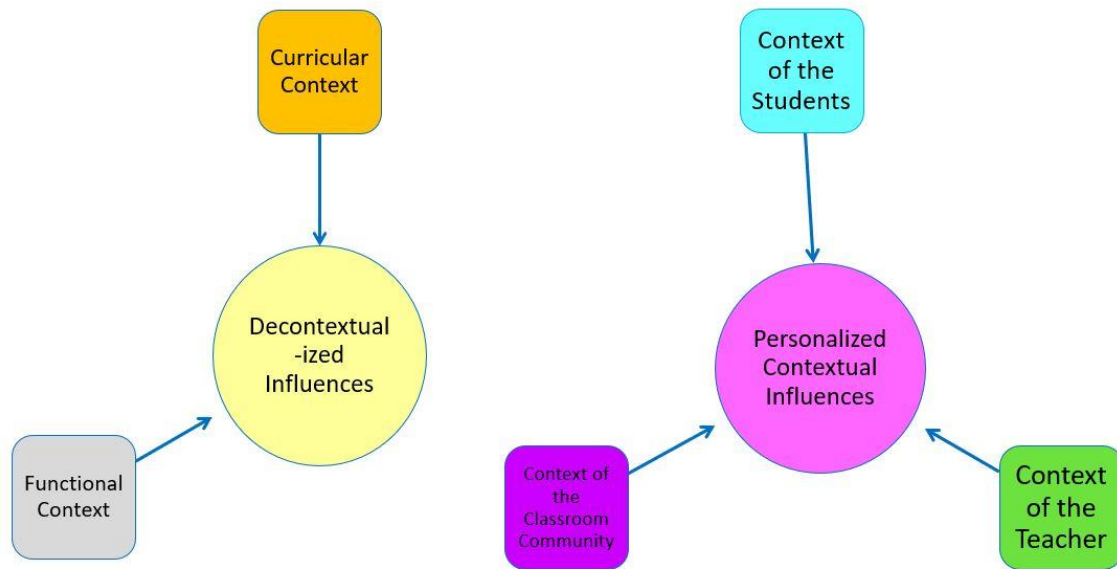 Curricular
Context
Decontextual
-ized
Influences
Functional
Context
Context
of the
Students
Personalized
Contextual
Influences
Context of
the
Classroom
Community
Context
of the
Teacher